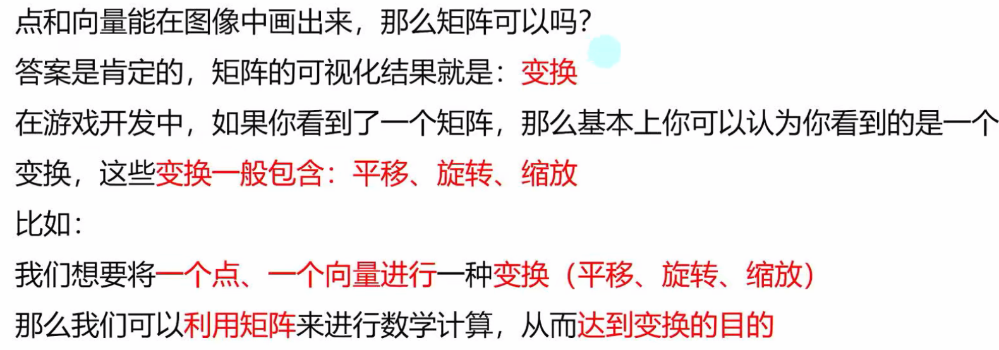 点和向量能在图像中画出来，那么矩阵可以吗？
答案是肯定的，矩阵的可视化结果就是：变换
在游戏开发中，如果你看到了一个矩阵，那么基本上你可以认为你看到的是一个
变换，这些变换一般包含：平移、旋转、缩放
比如：
我们想要将一个点、一个向量进行一种变换（平移、旋转、缩放）
那么我们可以利用矩阵来进行数学计算，从而达到变换的目的